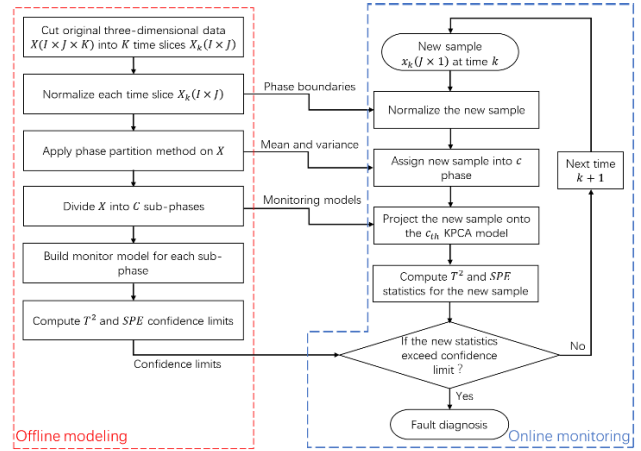 Cut original three-dimensional data
X(I × J × K) into K time slices X_k(I × J)
Normalize each time slice X_k(I × J)
Apply phase partition method on X
Divide X into C sub-phases
Build monitor model for each sub-
phase
Compute T² and SPE confidence limits
Offline modeling
Phase boundaries
Mean and variance
Monitoring models
Confidence limits
New sample
x_k(J × 1) at time k
Normalize the new sample
Assign new sample into c
phase
Project the new sample onto
the c_th KPCA model
Compute T² and SPE
statistics for the new sample
If the new statistics
exceed confidence
limit ?
Yes
Fault diagnosis
No
Next time
k + 1
Online monitoring